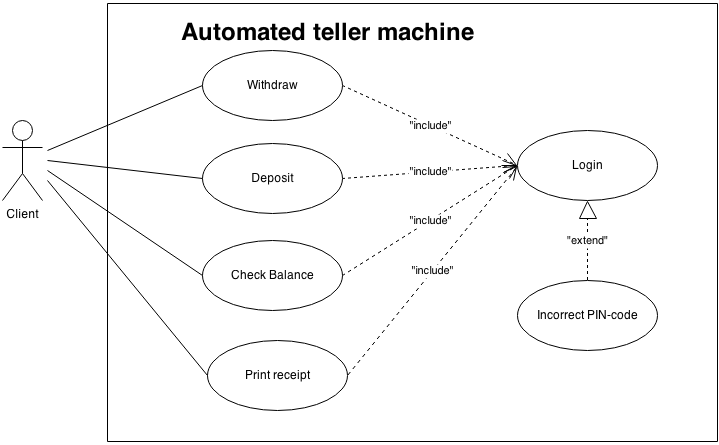 Automated teller machine
Withdraw
"include"
Login
Deposit
"include"
Client
"include"
"extend"
Check Balance
"include"
Incorrect PIN-code
Print receipt